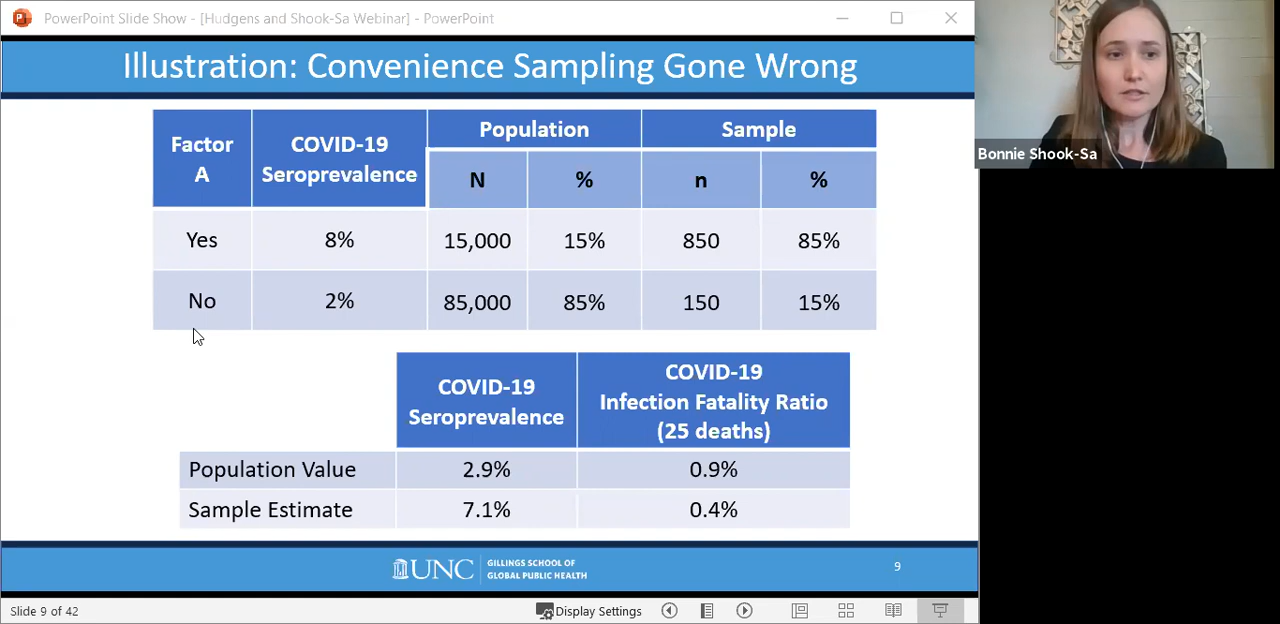 PowerPoint Slide Show - [Hudgens and Shook-Sa Webinar] - PowerPoint
Illustration: Convenience Sampling Gone Wrong
Factor A
COVID-19 Seroprevalence
Population
Sample
N
%
n
%
Yes
8%
15,000
15%
850
85%
No
2%
85,000
85%
150
15%
COVID-19 Seroprevalence
COVID-19
Infection Fatality Ratio
(25 deaths)
Population Value
2.9%
0.9%
Sample Estimate
7.1%
0.4%
UNC
GILLINGS SCHOOL OF
GLOBAL PUBLIC HEALTH
9
Slide 9 of 42
Display Settings
Bonnie Shook-Sa